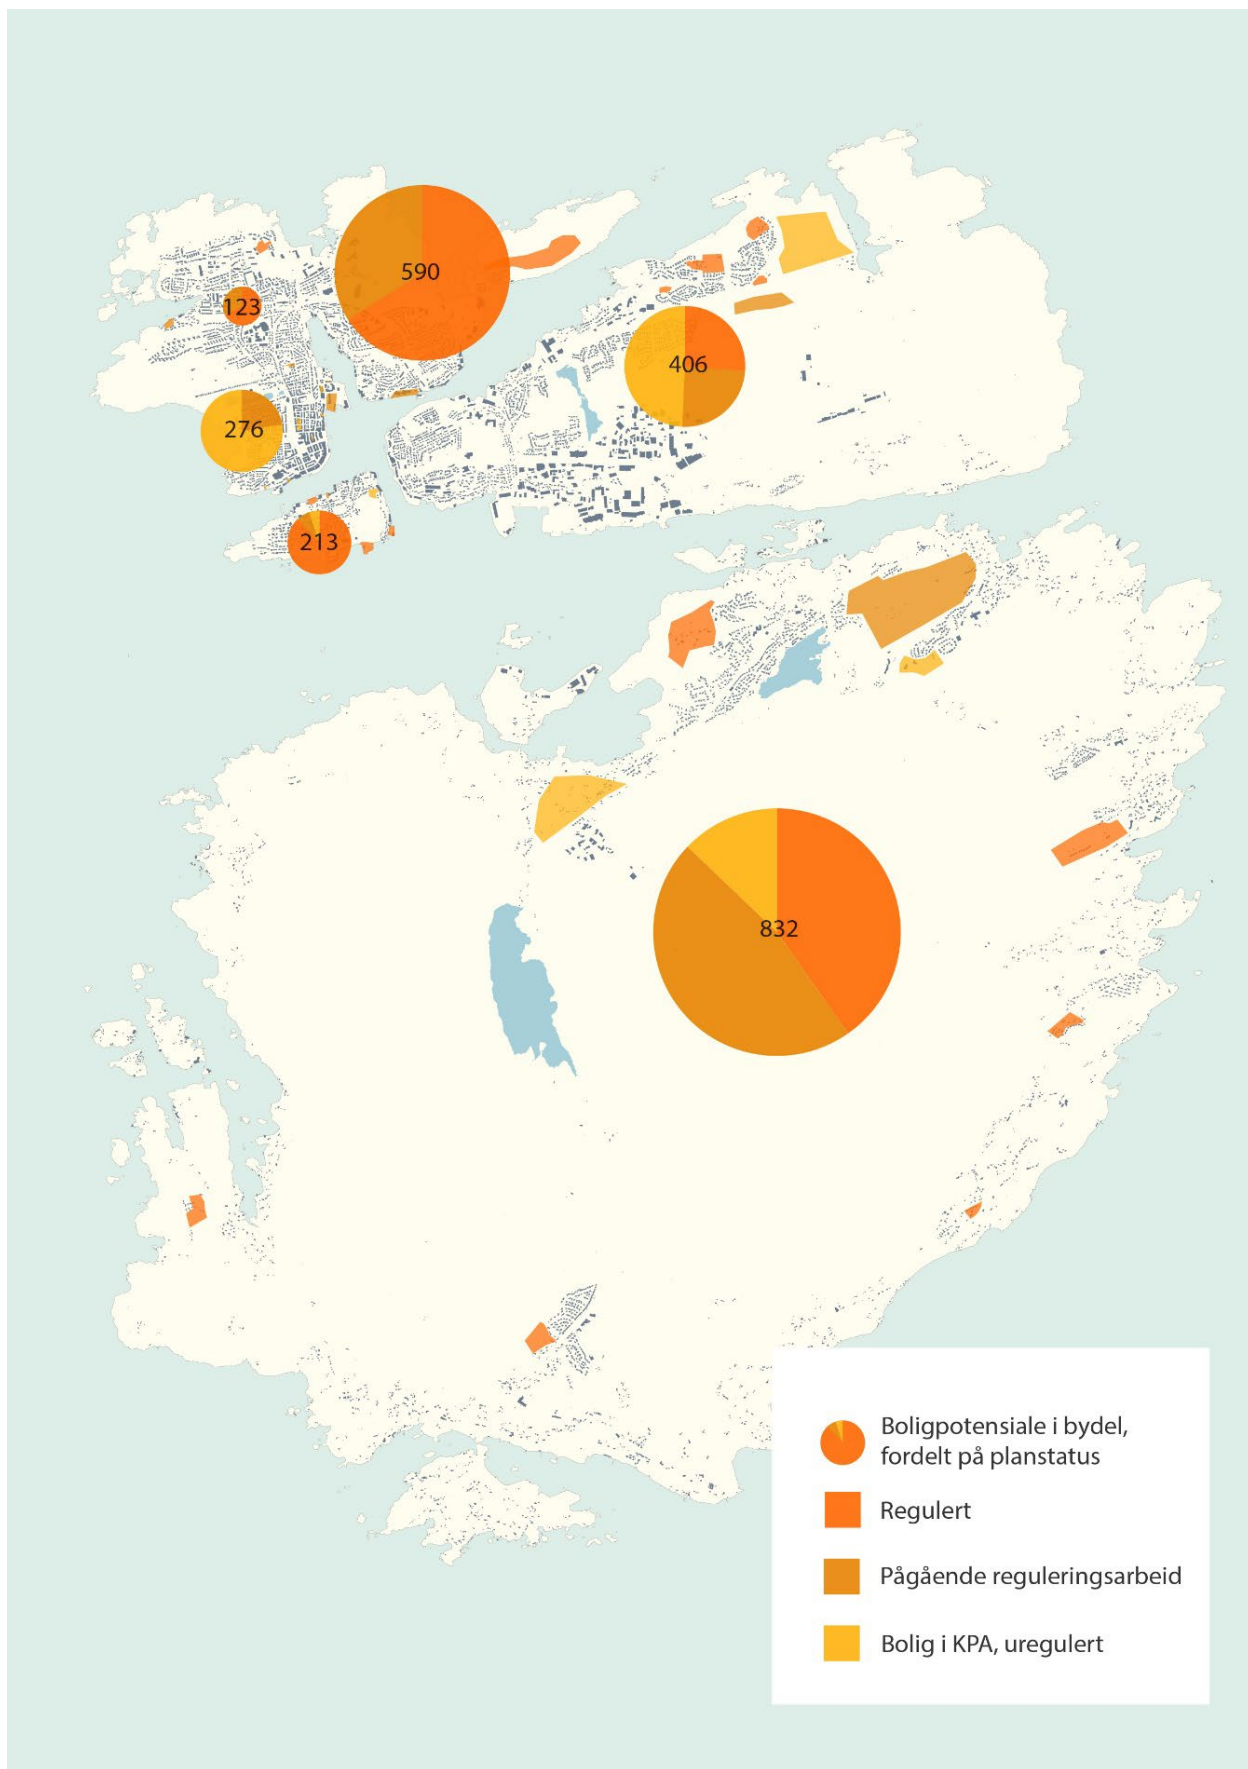 590
123
406
276
213
832
Boligpotensiale i bydel,
fordelt på planstatus
Regulert
Pågående reguleringsarbeid
Bolig i KPA, uregulert